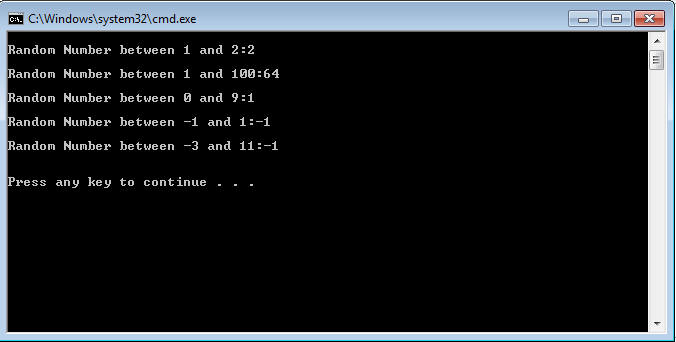 C:\Windows\system32\cmd.exe
Random Number between 1 and 2:2
Random Number between 1 and 100:64
Random Number between 0 and 9:1
Random Number between -1 and 1:-1
Random Number between -3 and 11:-1
Press any key to continue . . .